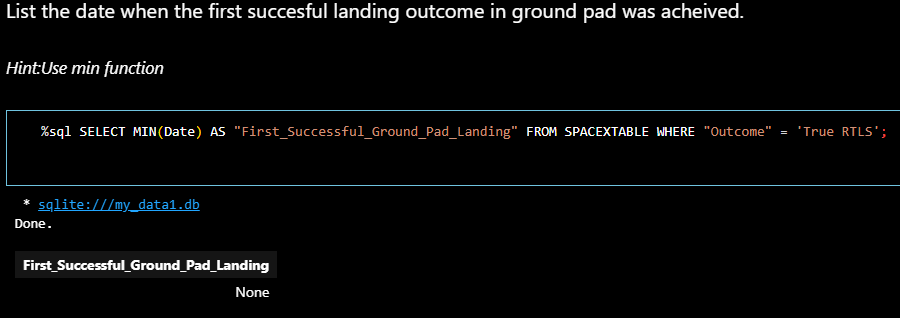 List the date when the first succesful landing outcome in ground pad was acheived.
Hint:Use min function
%sql SELECT MIN(Date) AS "First_Successful_Ground_Pad_Landing" FROM SPACEXTABLE WHERE "Outcome" = 'True RTLS';
* sqlite:///my_data1.db
Done.
First_Successful_Ground_Pad_Landing
None